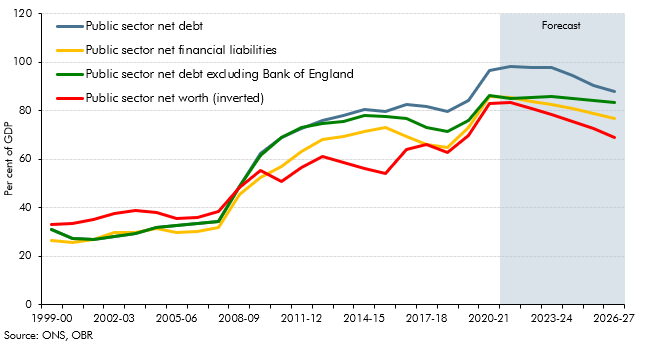 120
100
80
60
40
20
0
Per cent of GDP
Public sector net debt
Public sector net financial liabilities
Public sector net debt excluding Bank of England
Public sector net worth (inverted)
Forecast
1999-00 2002-03 2005-06 2008-09 2011-12 2014-15 2017-18 2020-21 2023-24 2026-27
Source: ONS, OBR